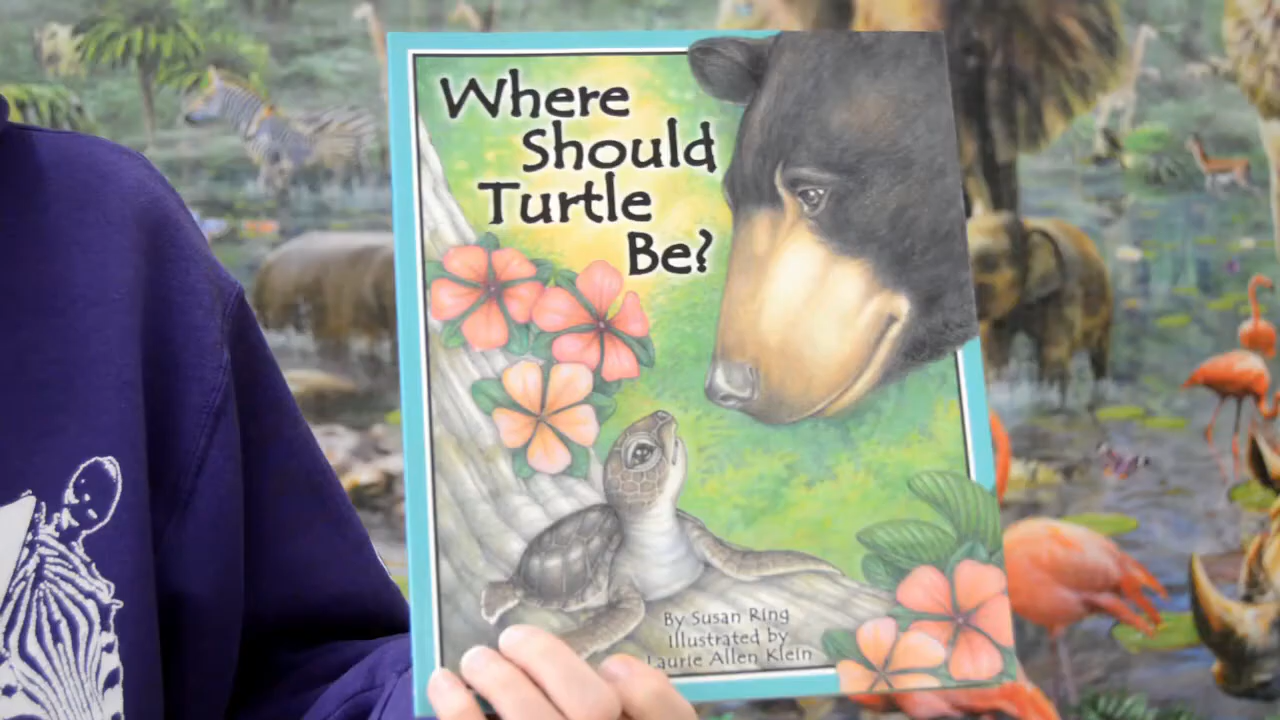 Where
Should
Turtle
Be?
By Susan Ring
Illustrated by
Laurie Allen Klein